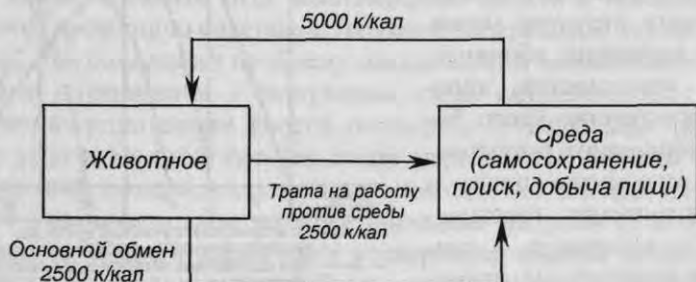 5000 к/кал
Животное
Среда
(самосохранение,
поиск, добыча пищи)
Трата на работу
против среды
2500 к/кал
Основной обмен
2500 к/кал